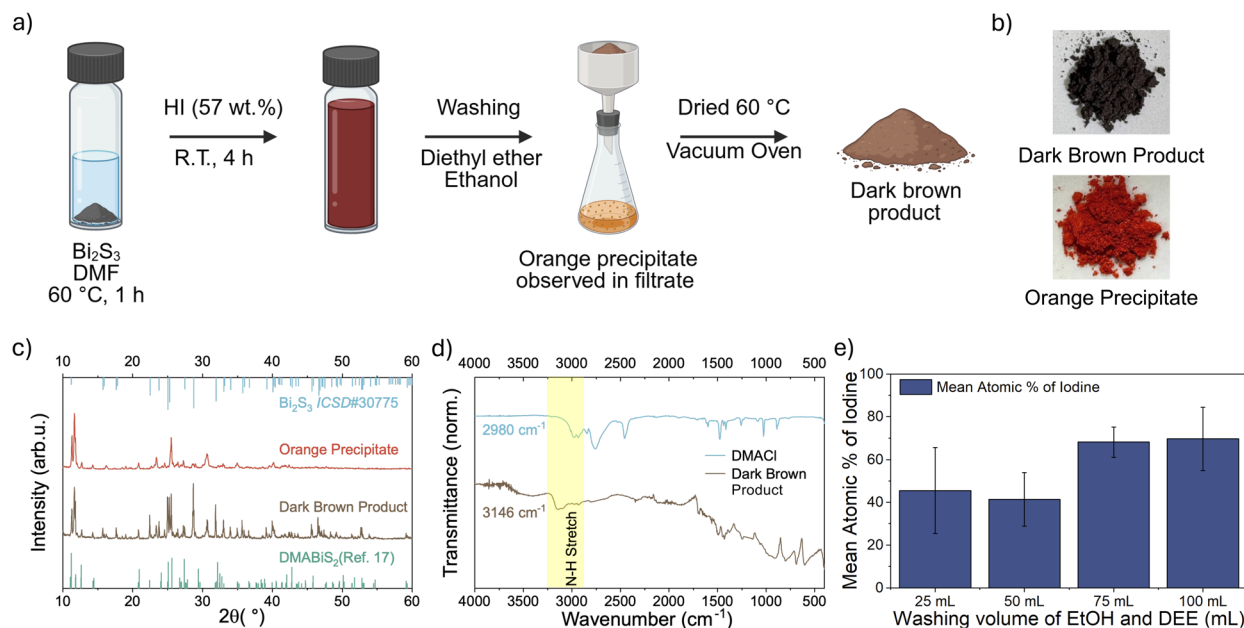 a)
HI (57 wt.%)
R.T., 4 h
Washing
Diethyl ether
Ethanol
Dried 60 °C
Vacuum Oven
Bi₂S₃
DMF
60 °C, 1 h
Orange precipitate
observed in filtrate
Dark brown
product
b)
Dark Brown Product
Orange Precipitate
c)
10 20 30 40 50 60
Bi₂S₃ ICSD#30775
Orange Precipitate
Dark Brown Product
DMABiS₂(Ref. 17)
Intensity (arb.u.)
10 20 30 40 50 60
2θ( °)
d)
4000 3500 3000 2500 2000 1500 1000 500
2980 cm⁻¹
DMACl
Dark Brown
Product
3146 cm⁻¹
N-H Stretch
Transmittance (norm.)
4000 3500 3000 2500 2000 1500 1000 500
Wavenumber (cm⁻¹)
e)
Mean Atomic % of Iodine
100
80
60
40
20
0
Mean Atomic % of Iodine
25 mL 50 mL 75 mL 100 mL
Washing volume of EtOH and DEE (mL)